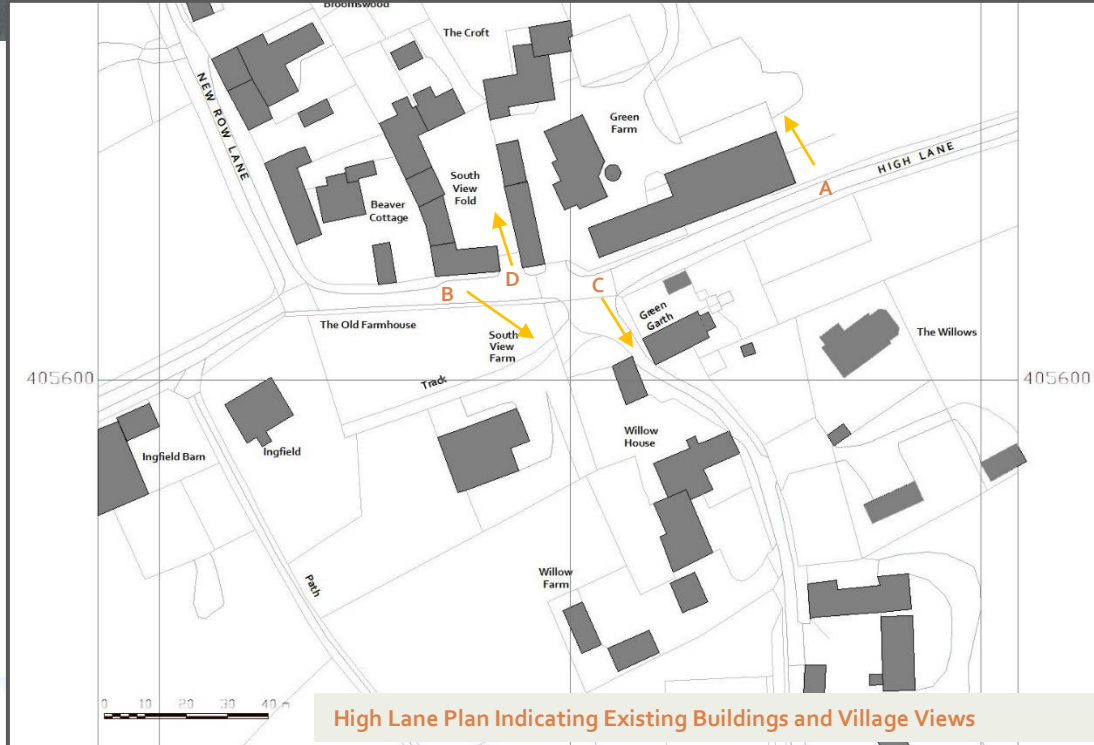 Broomswood
The Croft
NEW ROW LANE
Green
Farm
HIGH LANE
A
South
View
Fold
Beaver
Cottage
D
B
C
Green
Garth
The Old Farmhouse
South
View
Farm
The Willows
405600
405600
Track
Willow
House
Ingfield Barn
Ingfield
Path
Willow
Farm
0 10 20 30 40 m
High Lane Plan Indicating Existing Buildings and Village Views